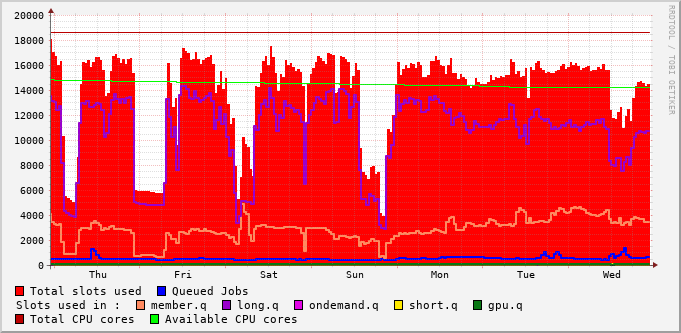 20000
18000
16000
14000
12000
10000
8000
6000
4000
2000
0
Thu Fri Sat Sun Mon Tue Wed
RRDTOOL / TOBI OETIKER
Total slots used Queued Jobs
Slots used in : member.q long.q ondemand.q short.q gpu.q
Total CPU cores Available CPU cores